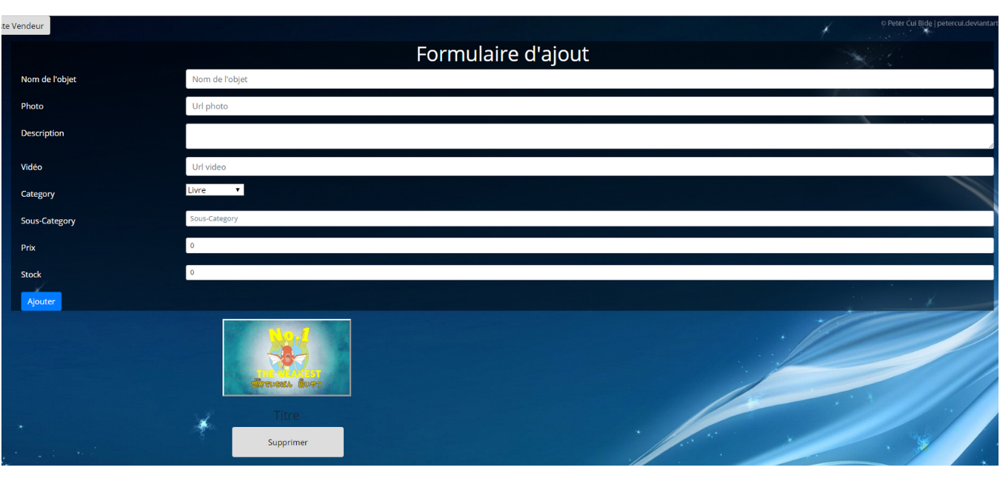 te Vendeur
© Peter Cui Bide | petercui.deviantart
Formulaire d'ajout
Nom de l'objet
Nom de l'objet
Photo
Url photo
Description
Vidéo
Url video
Category
Livre
Sous-Category
Sous-Category
Prix
0
Stock
0
Ajouter
No.1
THE WEAKEST
Titre
Supprimer